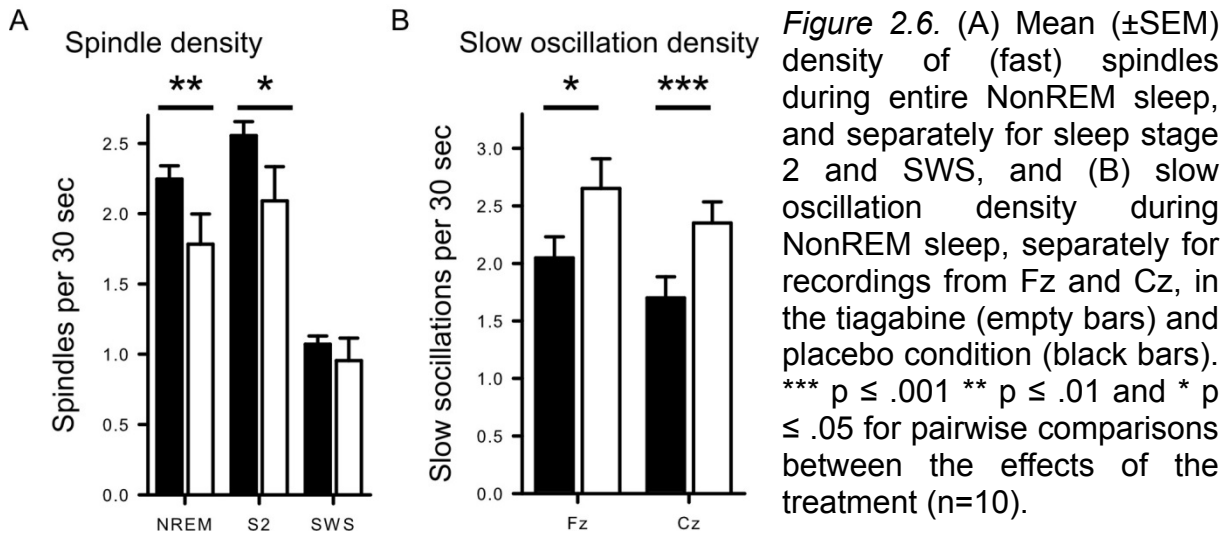 A
Spindle density
**
*
Spindles per 30 sec
2.5
2.0
1.5
1.0
0.5
0.0
NREM
S2
SWS
B
Slow oscillation density
*
***
Slow socillations per 30 sec
3.0
2.5
2.0
1.5
1.0
0.5
0.0
Fz
Cz
Figure 2.6. (A) Mean (±SEM)
density of (fast) spindles
during entire NonREM sleep,
and separately for sleep stage
2 and SWS, and (B) slow
oscillation density during
NonREM sleep, separately for
recordings from Fz and Cz, in
the tiagabine (empty bars) and
placebo condition (black bars).
*** p ≤ .001 ** p ≤ .01 and * p
≤ .05 for pairwise comparisons
between the effects of the
treatment (n=10).